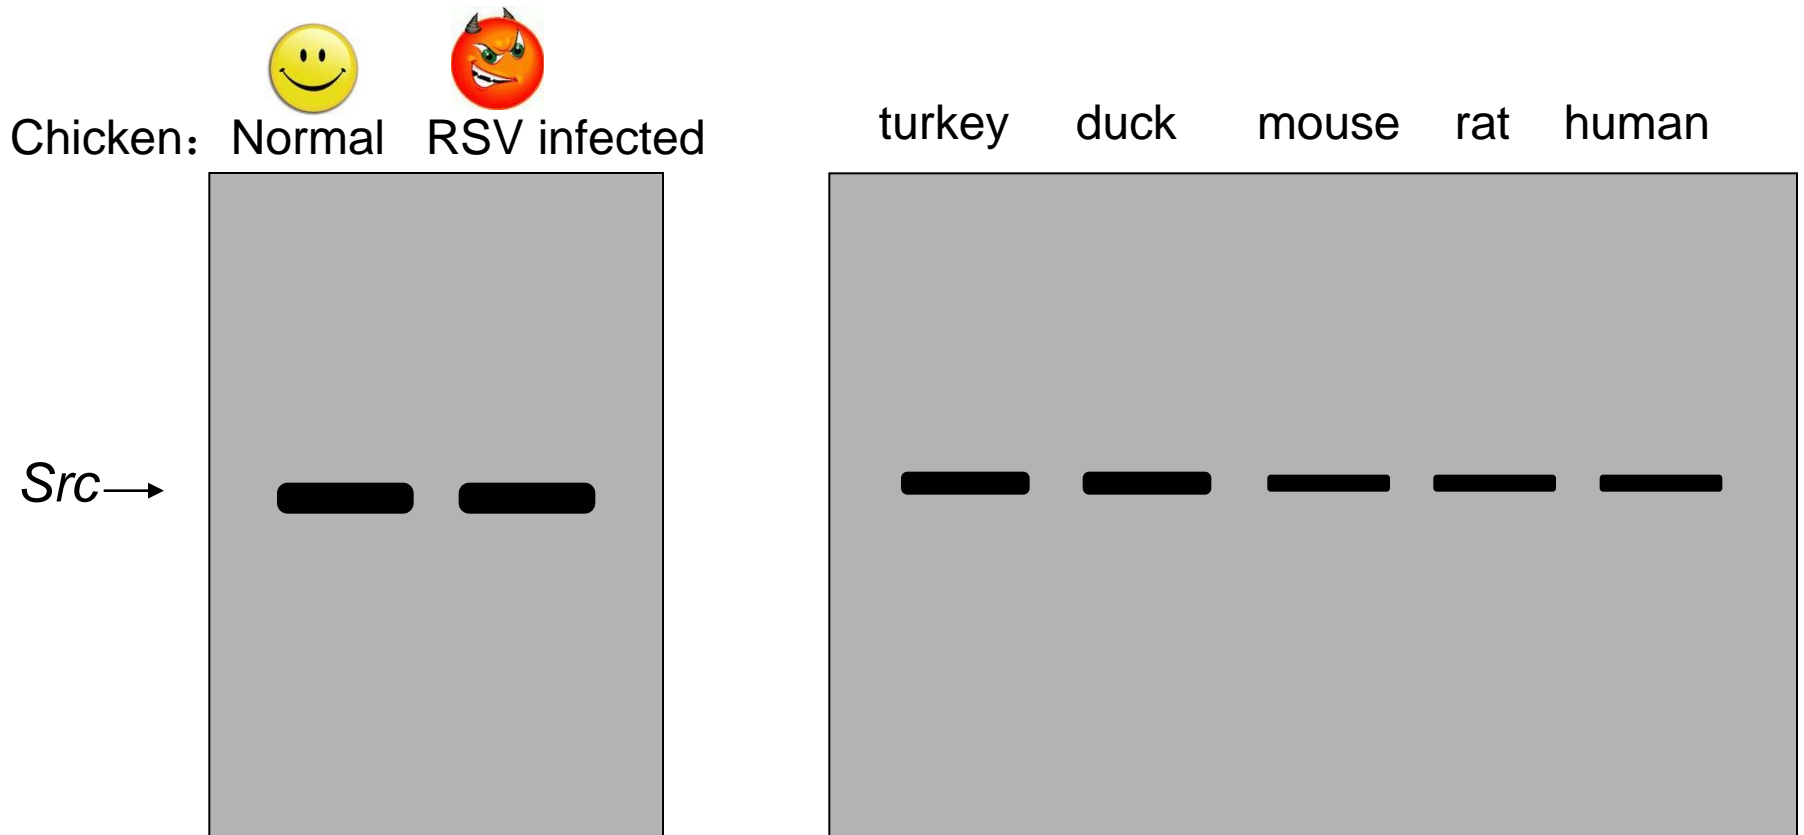 Chicken： Normal RSV infected
turkey duck mouse rat human
Src